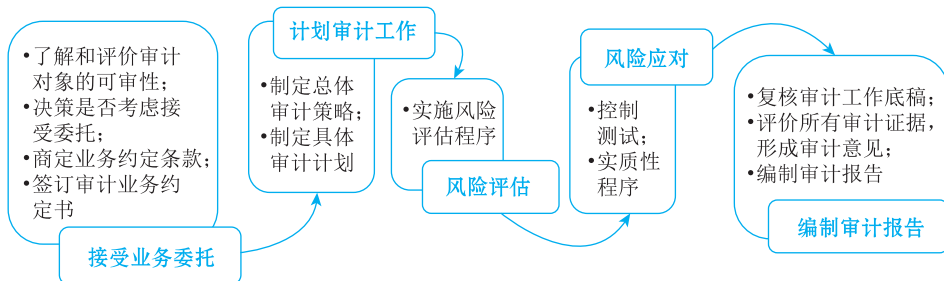 •了解和评价审计
对象的可审性；
•决策是否考虑接
受委托；
•商定业务约定条款；
•签订审计业务约
定书
接受业务委托
计划审计工作
•制定总体
审计策略；
•制定具体
审计计划
•实施风险
评估程序
风险评估
风险应对
•控制
测试；
•实质性
程序
•复核审计工作底稿；
•评价所有审计证据，
形成审计意见；
•编制审计报告
编制审计报告